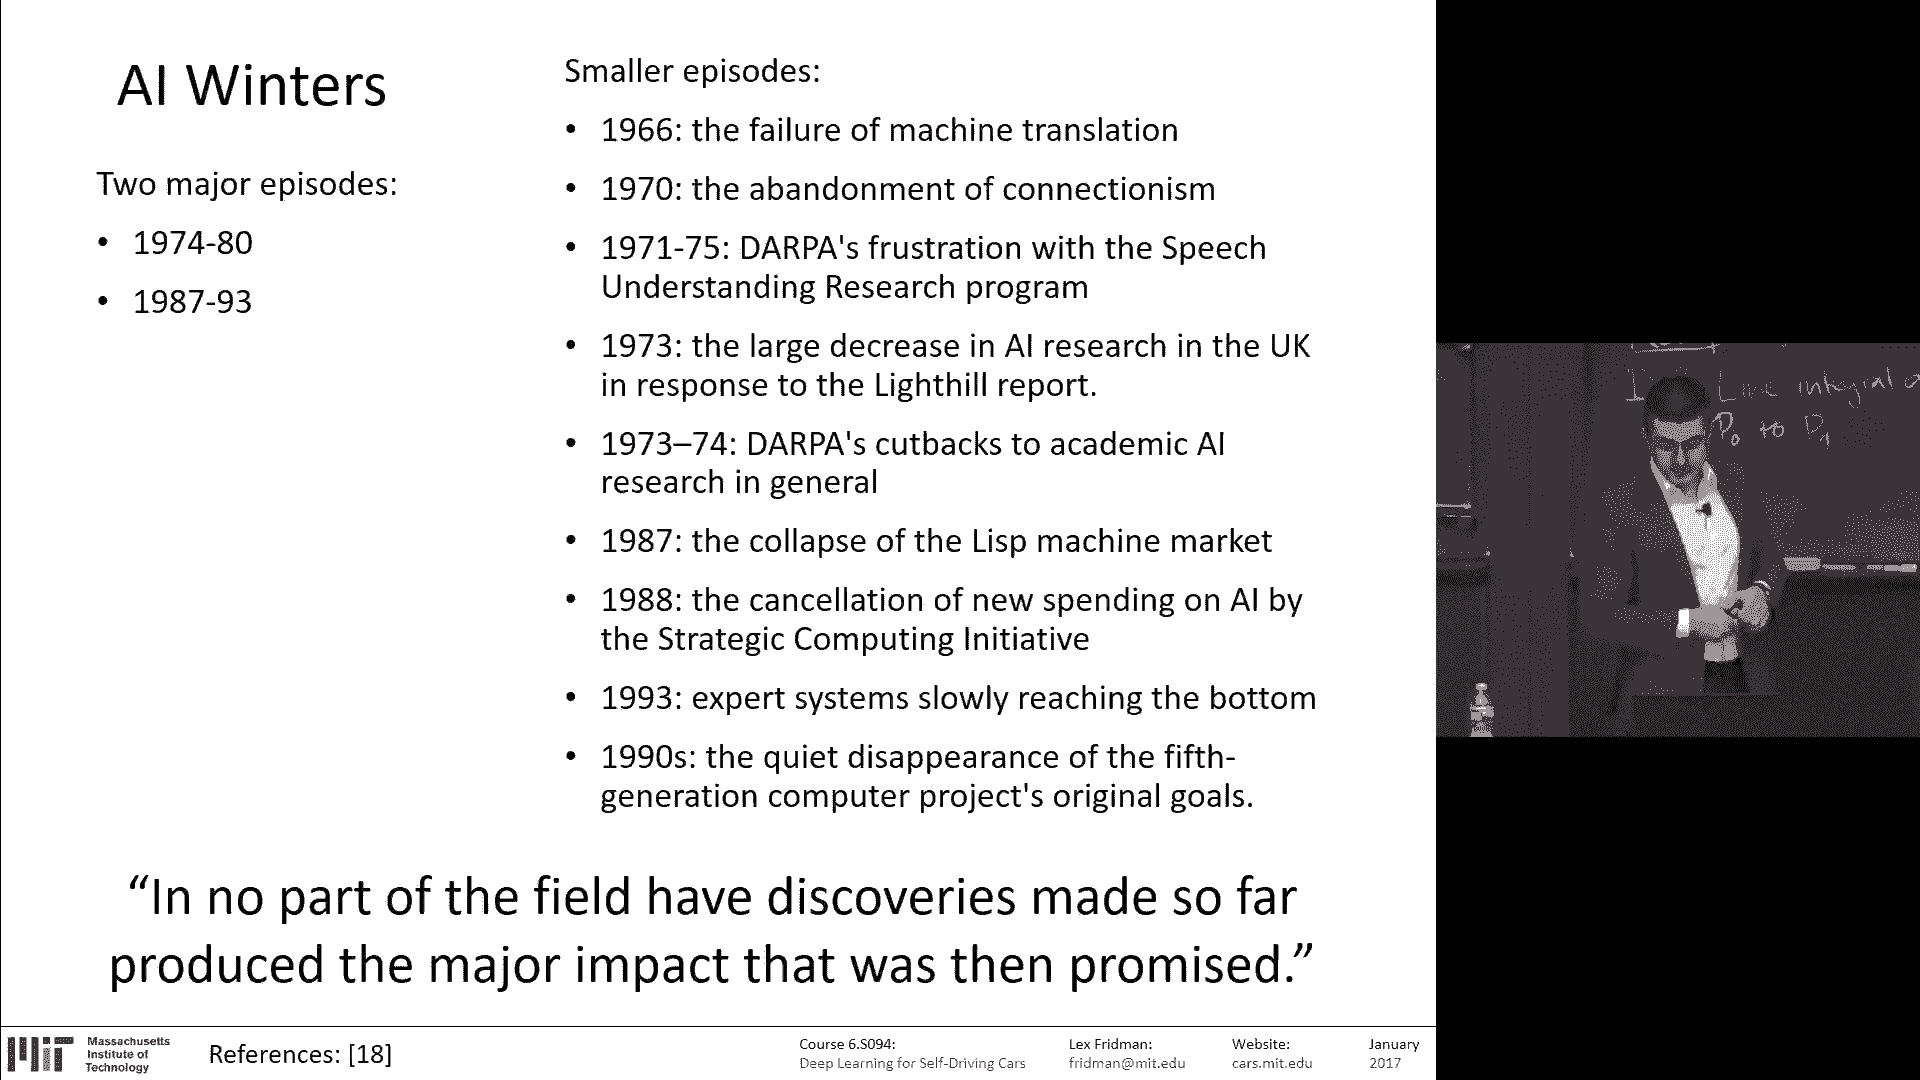 AI Winters
Two major episodes:
• 1974-80
• 1987-93
Smaller episodes:
• 1966: the failure of machine translation
• 1970: the abandonment of connectionism
• 1971-75: DARPA's frustration with the Speech
Understanding Research program
• 1973: the large decrease in AI research in the UK
in response to the Lighthill report.
• 1973–74: DARPA's cutbacks to academic AI
research in general
• 1987: the collapse of the Lisp machine market
• 1988: the cancellation of new spending on AI by
the Strategic Computing Initiative
• 1993: expert systems slowly reaching the bottom
• 1990s: the quiet disappearance of the fifth-
generation computer project's original goals.
“In no part of the field have discoveries made so far
produced the major impact that was then promised.”
Massachusetts
Institute of
Technology
References: [18]
Course 6.S094:
Deep Learning for Self-Driving Cars
Lex Fridman:
fridman@mit.edu
Website:
cars.mit.edu
January
2017
Line integral
P₀ to P₁